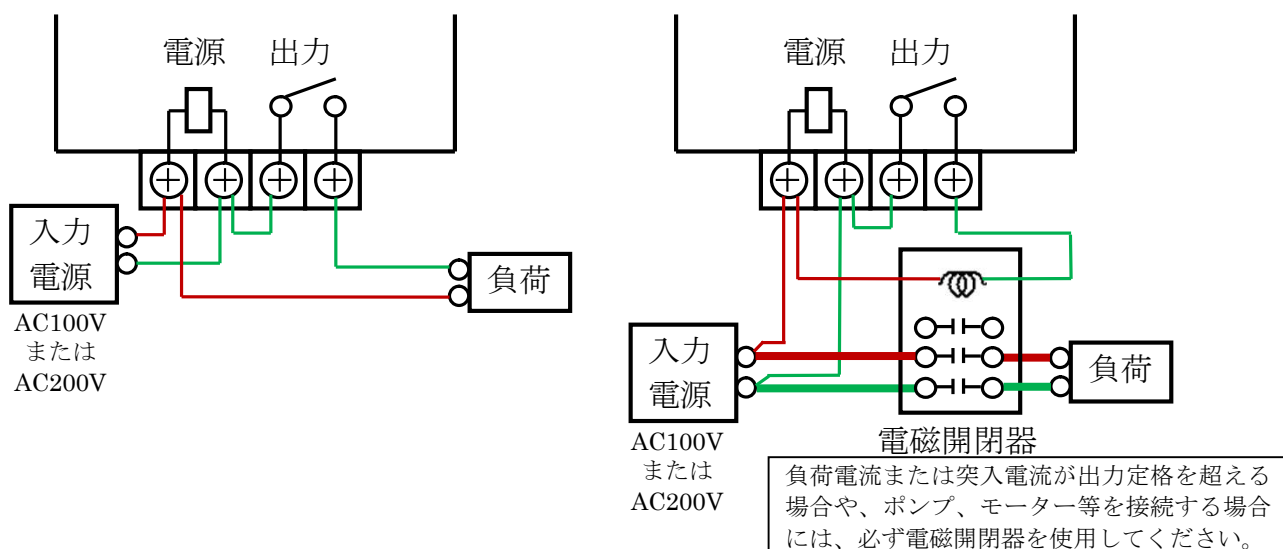 電源 出力
入力
電源
AC100V
または
AC200V
負荷
電源 出力
入力
電源
AC100V
または
AC200V
負荷
電磁開閉器
負荷電流または突入電流が出力定格を超える
場合や、ポンプ、モーター等を接続する場合
には、必ず電磁開閉器を使用してください。